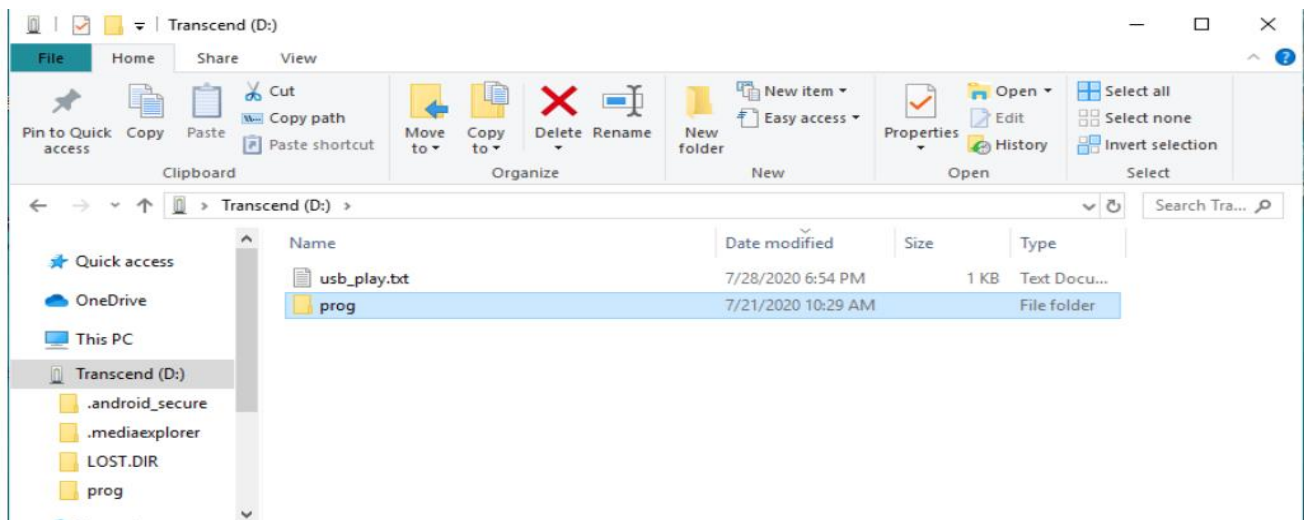 Transcend (D:)
File Home Share View
Pin to Quick access
Copy
Paste
Cut
Copy path
Paste shortcut
Clipboard
Move to
Copy to
Delete
Rename
Organize
New folder
New item
Easy access
New
Properties
Open
Edit
History
Open
Select all
Select none
Invert selection
Select
Transcend (D:)
Search Tra...
Quick access
OneDrive
This PC
Transcend (D:)
.android_secure
.mediaexplorer
LOST.DIR
prog
Name Date modified Size Type
usb_play.txt 7/28/2020 6:54 PM 1 KB Text Docu...
prog 7/21/2020 10:29 AM File folder